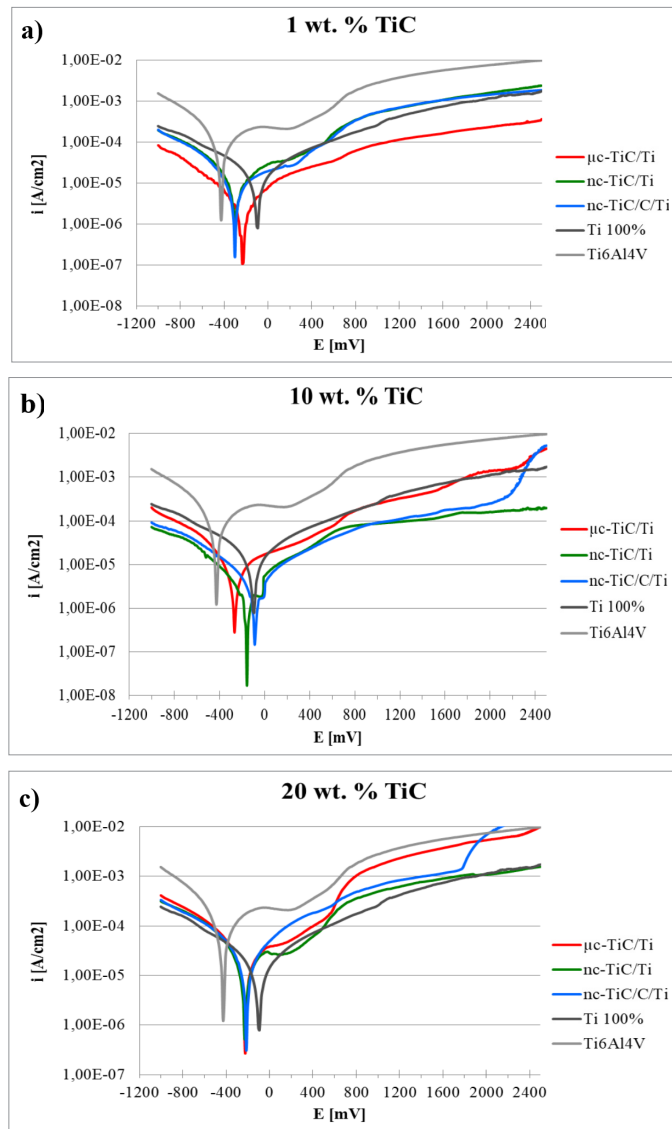 a)
1 wt. % TiC
1,00E-02
1,00E-03
1,00E-04
1,00E-05
1,00E-06
1,00E-07
1,00E-08
i [A/cm2]
-1200 -800 -400 0 400 800 1200 1600 2000 2400
E [mV]
μc-TiC/Ti
nc-TiC/Ti
nc-TiC/C/Ti
Ti 100%
Ti6Al4V
b)
10 wt. % TiC
1,00E-02
1,00E-03
1,00E-04
1,00E-05
1,00E-06
1,00E-07
1,00E-08
i [A/cm2]
-1200 -800 -400 0 400 800 1200 1600 2000 2400
E [mV]
μc-TiC/Ti
nc-TiC/Ti
nc-TiC/C/Ti
Ti 100%
Ti6Al4V
c)
20 wt. % TiC
1,00E-02
1,00E-03
1,00E-04
1,00E-05
1,00E-06
1,00E-07
i [A/cm2]
-1200 -800 -400 0 400 800 1200 1600 2000 2400
E [mV]
μc-TiC/Ti
nc-TiC/Ti
nc-TiC/C/Ti
Ti 100%
Ti6Al4V